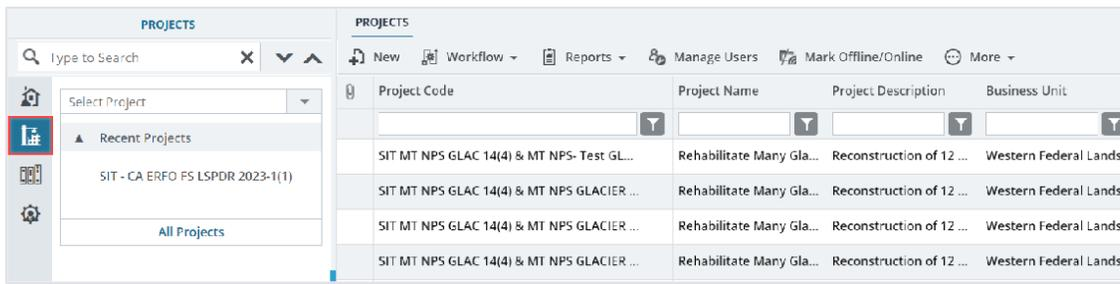 PROJECTS
Type to Search
Select Project
Recent Projects
SIT - CA ERFO FS LSPDR 2023-1(1)
All Projects
PROJECTS
New Workflow Reports Manage Users Mark Offline/Online More
Project Code Project Name Project Description Business Unit
SIT MT NPS GLAC 14(4) & MT NPS- Test GL... Rehabilitate Many Gla... Reconstruction of 12 ... Western Federal Lands
SIT MT NPS GLAC 14(4) & MT NPS GLACIER ... Rehabilitate Many Gla... Reconstruction of 12 ... Western Federal Lands
SIT MT NPS GLAC 14(4) & MT NPS GLACIER ... Rehabilitate Many Gla... Reconstruction of 12 ... Western Federal Lands
SIT MT NPS GLAC 14(4) & MT NPS GLACIER ... Rehabilitate Many Gla... Reconstruction of 12 ... Western Federal Lands